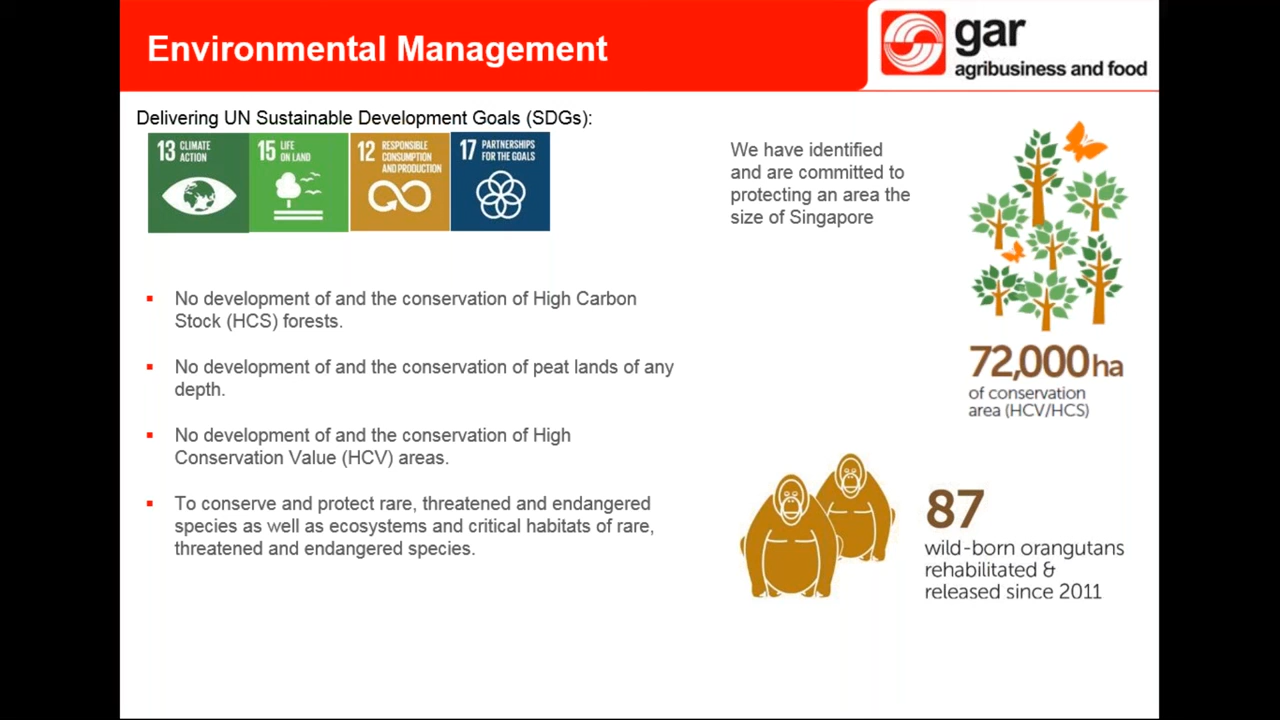 Environmental Management
gar
agribusiness and food
Delivering UN Sustainable Development Goals (SDGs):
13 CLIMATE
ACTION
15 LIFE
ON LAND
12 RESPONSIBLE
CONSUMPTION
AND PRODUCTION
17 PARTNERSHIPS
FOR THE GOALS
No development of and the conservation of High Carbon
Stock (HCS) forests.
No development of and the conservation of peat lands of any
depth.
No development of and the conservation of High
Conservation Value (HCV) areas.
To conserve and protect rare, threatened and endangered
species as well as ecosystems and critical habitats of rare,
threatened and endangered species.
We have identified
and are committed to
protecting an area the
size of Singapore
72,000 ha
of conservation
area (HCV/HCS)
87
wild-born orangutans
rehabilitated &
released since 2011